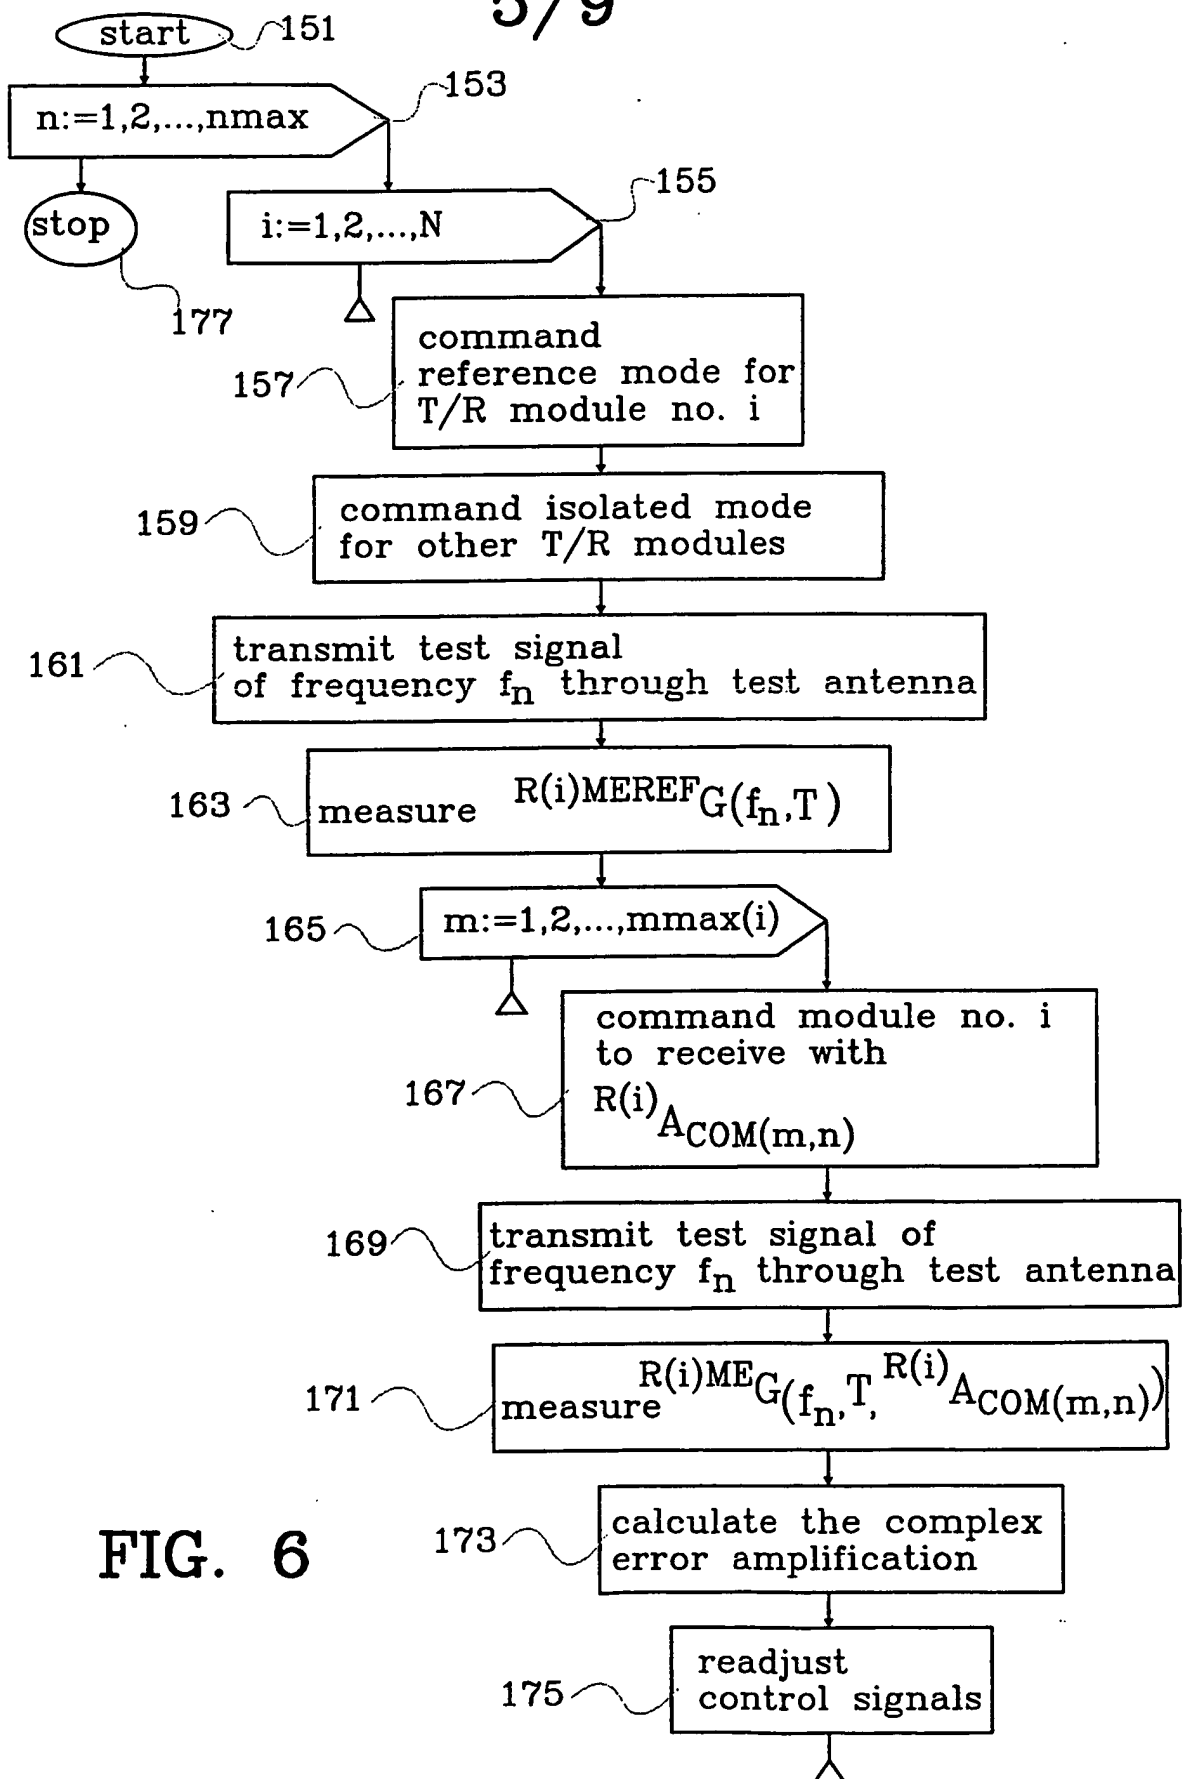 5/9
start 151
n:=1,2,...,nmax 153
stop
i:=1,2,...,N 155
177
157 command
reference mode for
T/R module no. i
159 command isolated mode
for other T/R modules
161 transmit test signal
of frequency fn through test antenna
163 measure R(i)MEREFG(fn,T)
165 m:=1,2,...,mmax(i)
167 command module no. i
to receive with
R(i)ACOM(m,n)
169 transmit test signal of
frequency fn through test antenna
171 measure R(i)MEG(fn,T,R(i)ACOM(m,n))
173 calculate the complex
error amplification
FIG. 6
175 readjust
control signals